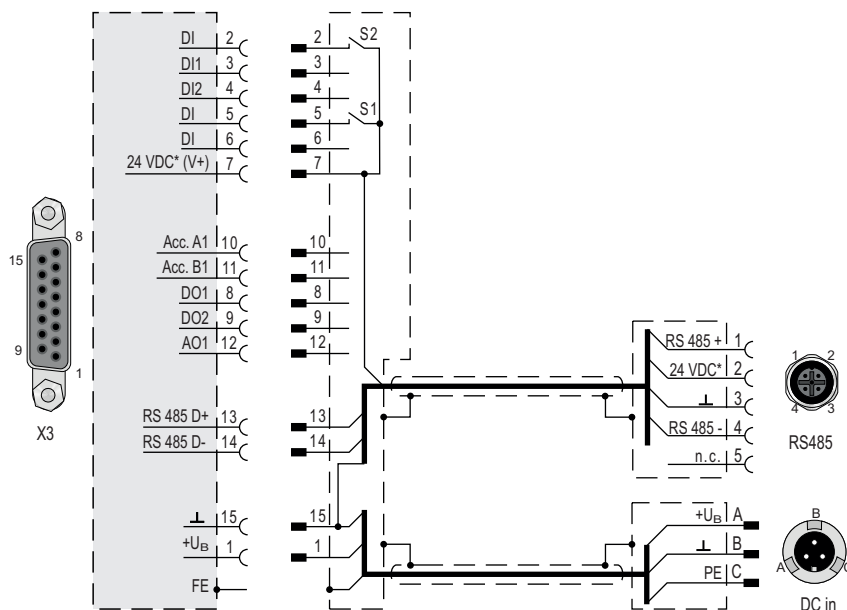 DI 2 2 S2
DI1 3 3
DI2 4 4
DI 5 5 S1
DI 6 6
24 VDC* (V+) 7 7
8
15
9
1
X3
Acc. A1 10 10
Acc. B1 11 11
DO1 8 8
DO2 9 9
AO1 12 12
RS 485 D+ 13 13
RS 485 D- 14 14
⊥ 15 15
+UB 1 1
FE
RS 485 + 1
24 VDC* 2
⊥ 3
RS 485 - 4
n.c. 5
1 2
4 3
RS485
+UB A
⊥ B
PE C
B
A C
DC in